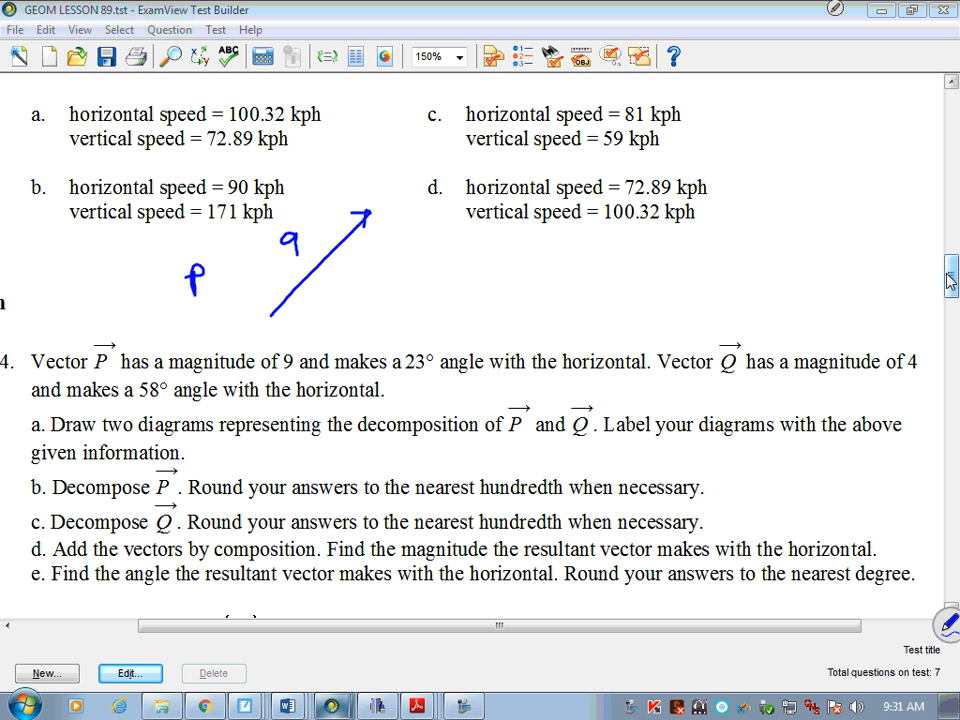 GEOM LESSON 89.tst - ExamView Test Builder
File Edit View Select Question Test Help
ABC
150%
OBJ
a. horizontal speed = 100.32 kph
vertical speed = 72.89 kph
c. horizontal speed = 81 kph
vertical speed = 59 kph
b. horizontal speed = 90 kph
vertical speed = 171 kph
d. horizontal speed = 72.89 kph
vertical speed = 100.32 kph
P
9
n
4. Vector P has a magnitude of 9 and makes a 23° angle with the horizontal. Vector Q has a magnitude of 4
and makes a 58° angle with the horizontal.
a. Draw two diagrams representing the decomposition of P and Q. Label your diagrams with the above
given information.
b. Decompose P. Round your answers to the nearest hundredth when necessary.
c. Decompose Q. Round your answers to the nearest hundredth when necessary.
d. Add the vectors by composition. Find the magnitude the resultant vector makes with the horizontal.
e. Find the angle the resultant vector makes with the horizontal. Round your answers to the nearest degree.
Test title
New... Edit... Delete
Total questions on test: 7
9:31 AM